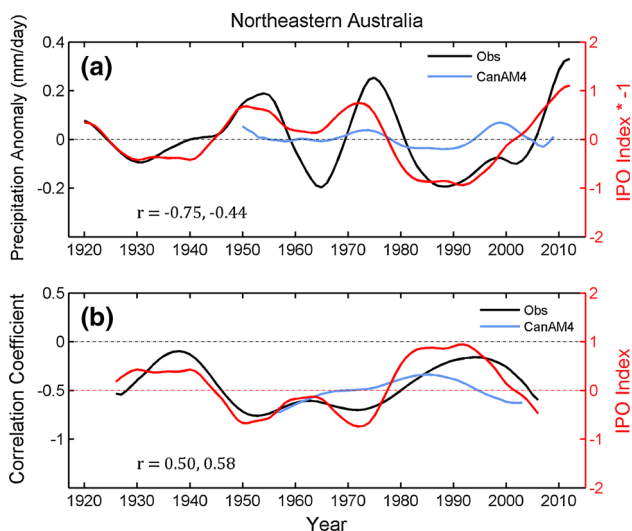 Northeastern Australia
(a)
Obs
CanAM4
Precipitation Anomaly (mm/day)
0.4
0.2
0
-0.2
IPO Index * -1
2
1
0
-1
-2
r = -0.75, -0.44
1920 1930 1940 1950 1960 1970 1980 1990 2000 2010
(b)
Obs
CanAM4
Correlation Coefficient
0.5
0
-0.5
-1
IPO Index
2
1
0
-1
-2
r = 0.50, 0.58
1920 1930 1940 1950 1960 1970 1980 1990 2000 2010
Year